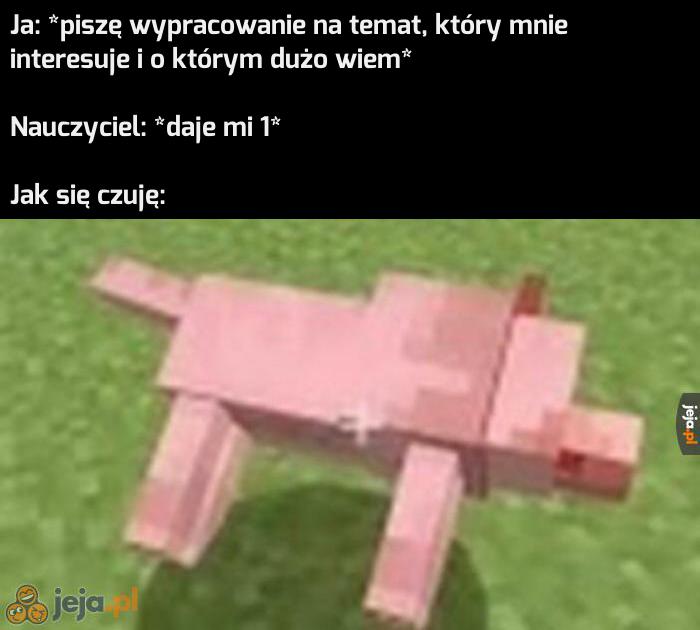 Ja: *piszę wypracowanie na temat, który mnie
interesuje i o którym dużo wiem*
Nauczyciel: *daje mi 1*
Jak się czuję:
jeja.pl
jeja.pl